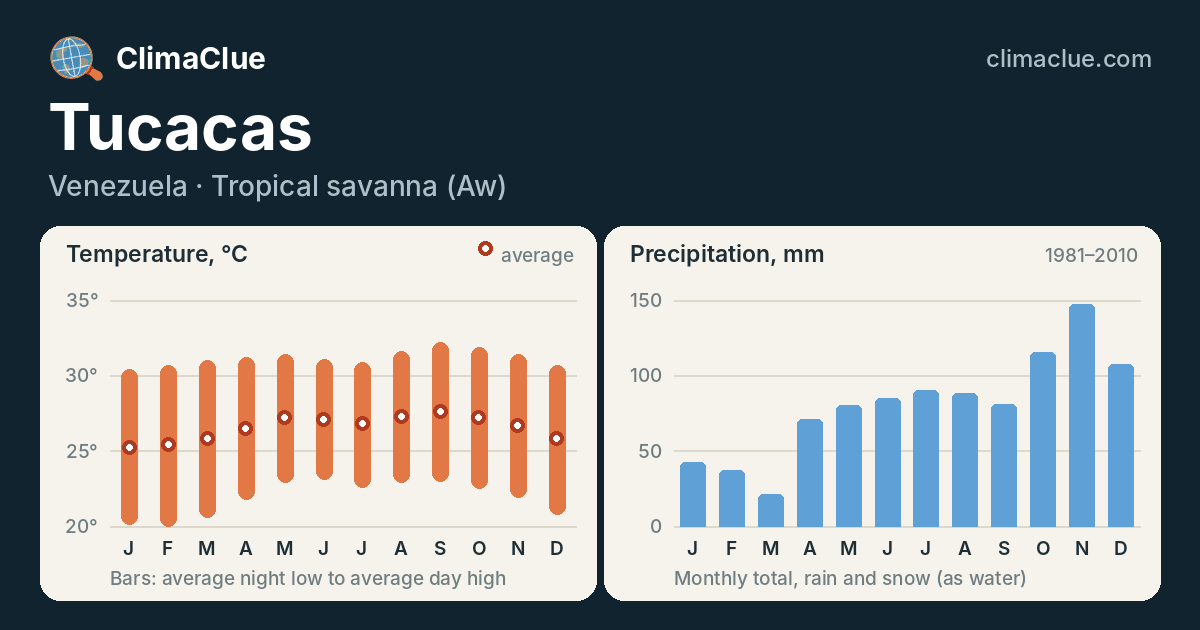 ClimaClue
climaclue.com
Tucacas
Venezuela · Tropical savanna (Aw)
Temperature, °C
average
35°
30°
25°
20°
J F M A M J J A S O N D
Bars: average night low to average day high
Precipitation, mm
1981–2010
150
100
50
0
J F M A M J J A S O N D
Monthly total, rain and snow (as water)